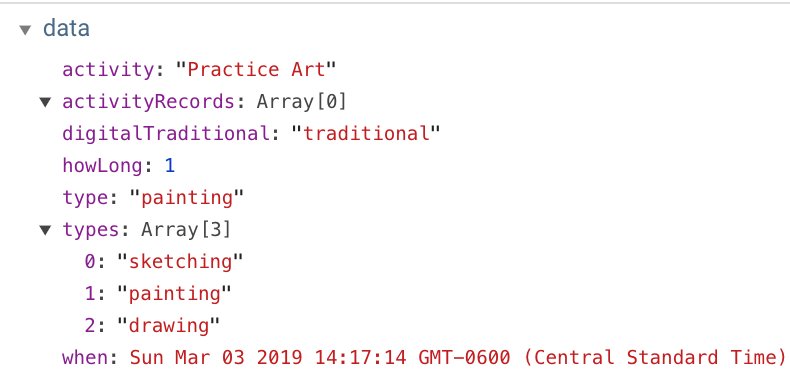 data
activity: "Practice Art"
activityRecords: Array[0]
digitalTraditional: "traditional"
howLong: 1
type: "painting"
types: Array[3]
0: "sketching"
1: "painting"
2: "drawing"
when: Sun Mar 03 2019 14:17:14 GMT-0600 (Central Standard Time)